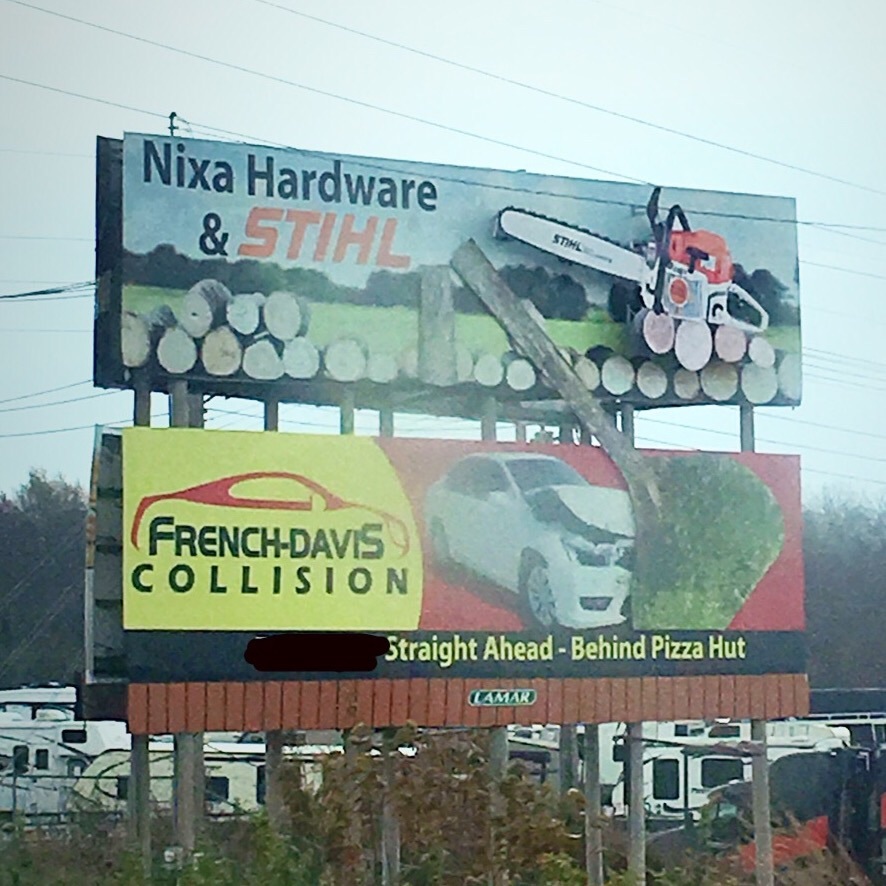 Nixa Hardware
& STIHL
STIHL
FRENCH-DAVIS
COLLISION
Straight Ahead - Behind Pizza Hut
LAMAR